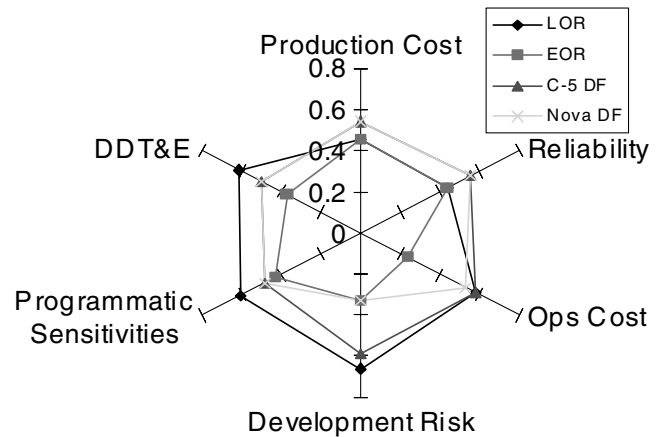 LOR
EOR
C-5 DF
Nova DF
Production Cost
0.8
0.6
0.4
0.2
0
DDT&E
Reliability
Programmatic
Sensitivities
Ops Cost
Development Risk